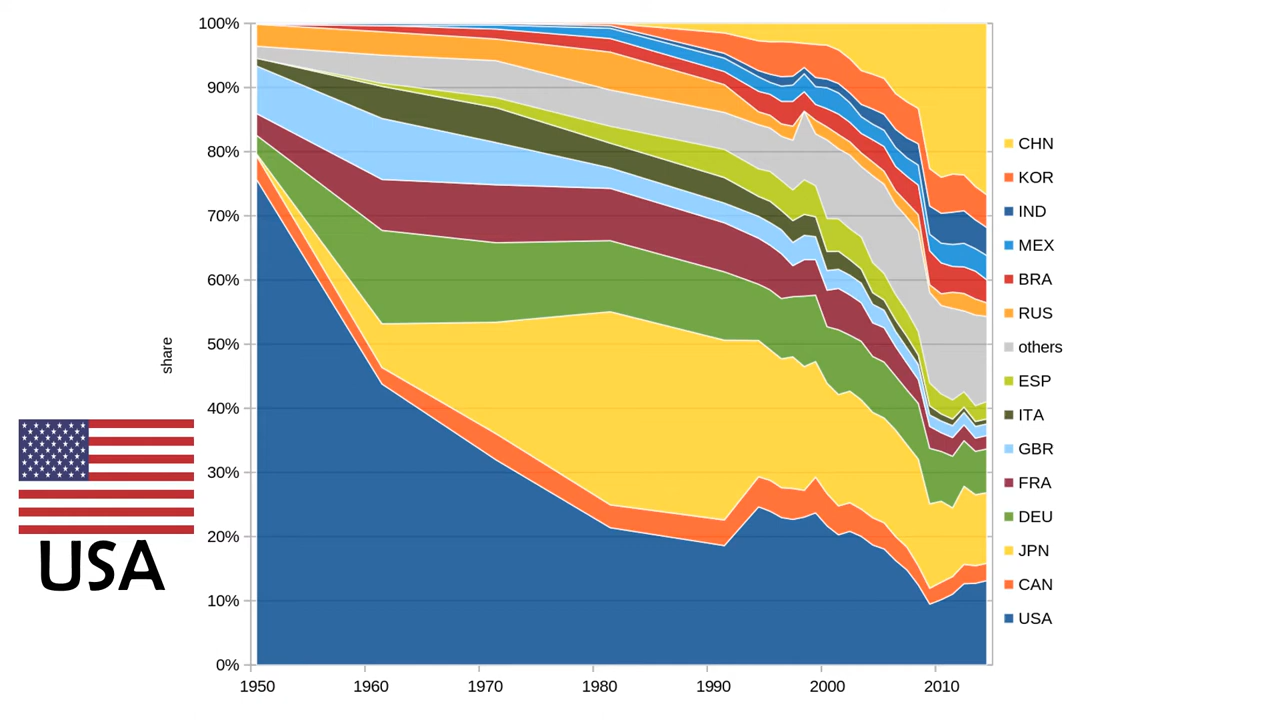 100%
90%
80%
70%
60%
50%
40%
30%
20%
10%
0%
share
1950 1960 1970 1980 1990 2000 2010
CHN
KOR
IND
MEX
BRA
RUS
others
ESP
ITA
GBR
FRA
DEU
JPN
CAN
USA
USA